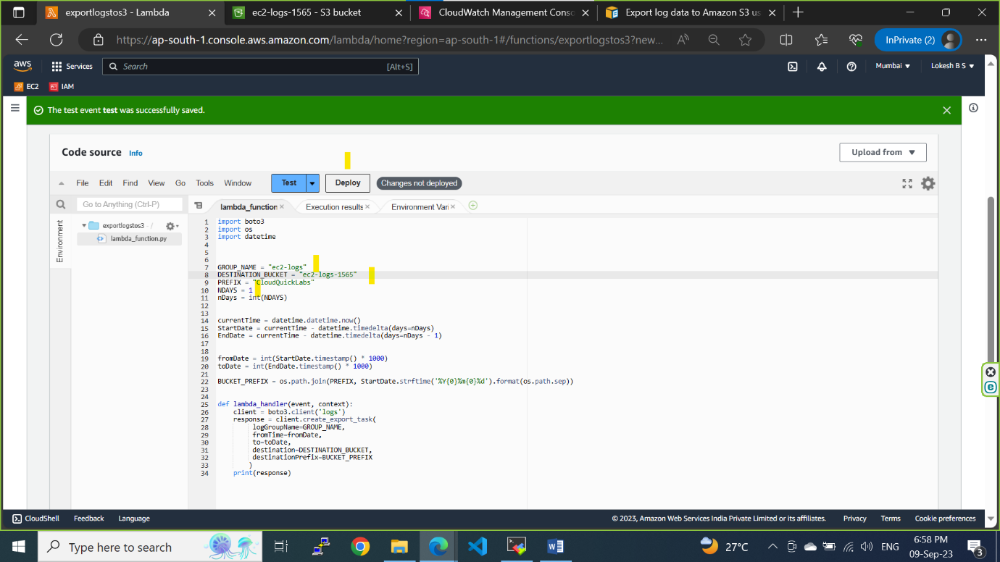 exportlogstos3 - Lambda
ec2-logs-1565 - S3 bucket
CloudWatch Management Conso
Export log data to Amazon S3 us
https://ap-south-1.console.aws.amazon.com/lambda/home?region=ap-south-1#/functions/exportlogstos3?new...
InPrivate (2)
aws
Services
Search
[Alt+S]
Mumbai
Lokesh B S
EC2
IAM
The test event test was successfully saved.
Code source
Info
Upload from
File Edit Find View Go Tools Window
Test
Deploy
Changes not deployed
Go to Anything (Ctrl-P)
lambda_function
Execution results
Environment Vari
Environment
exportlogstos3 - /
lambda_function.py
1 import boto3
2 import os
3 import datetime
4
5
6
7 GROUP_NAME = "ec2-logs"
8 DESTINATION_BUCKET = "ec2-logs-1565"
9 PREFIX = "CloudQuickLabs"
10 NDAYS = 1
11 nDays = int(NDAYS)
12
13
14 currentTime = datetime.datetime.now()
15 StartDate = currentTime - datetime.timedelta(days=nDays)
16 EndDate = currentTime - datetime.timedelta(days=nDays - 1)
17
18
19 fromDate = int(StartDate.timestamp() * 1000)
20 toDate = int(EndDate.timestamp() * 1000)
21
22 BUCKET_PREFIX = os.path.join(PREFIX, StartDate.strftime('%Y{0}%m{0}%d').format(os.path.sep))
23
24
25 def lambda_handler(event, context):
26 client = boto3.client('logs')
27 response = client.create_export_task(
28 logGroupName=GROUP_NAME,
29 fromTime=fromDate,
30 to=toDate,
31 destination=DESTINATION_BUCKET,
32 destinationPrefix=BUCKET_PREFIX
33 )
34 print(response)
CloudShell
Feedback
Language
© 2023, Amazon Web Services India Private Limited or its affiliates.
Privacy
Terms
Cookie preferences
Type here to search
27°C
ENG
6:58 PM
09-Sep-23
3